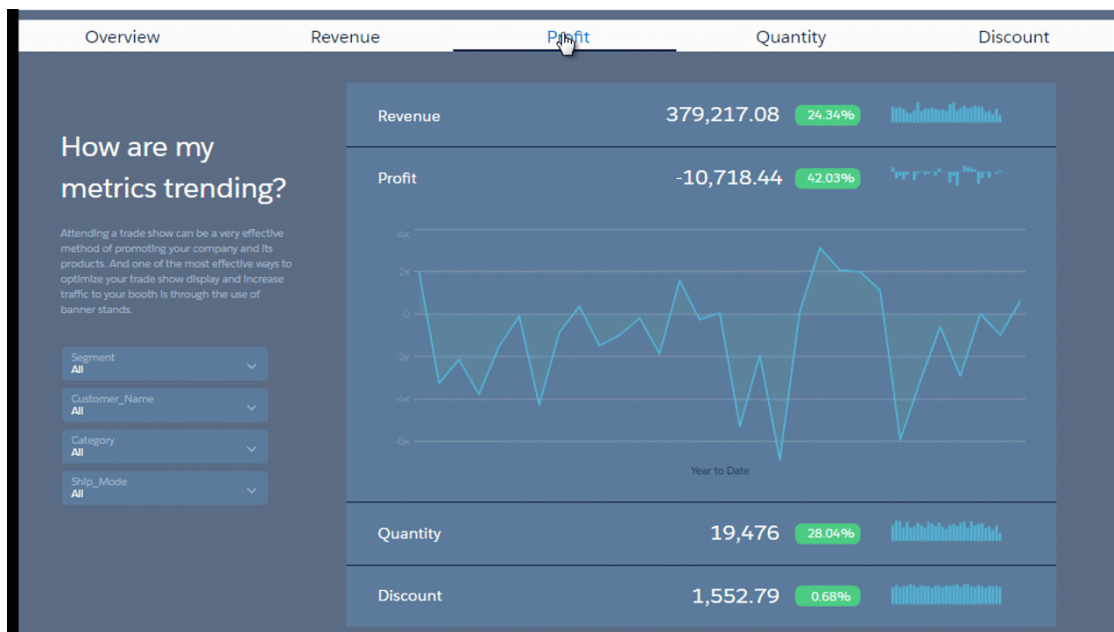 Overview Revenue Profit Quantity Discount
How are my
metrics trending?
Attending a trade show can be a very effective
method of promoting your company and its
products. And one of the most effective ways to
optimize your trade show display and increase
traffic to your booth is through the use of
banner stands.
Segment
All
Customer_Name
All
Category
All
Ship_Mode
All
Revenue 379,217.08 24.34%
Profit -10,718.44 42.03%
4K
2K
0
-2K
-4K
-6K
Year to Date
Quantity 19,476 28.04%
Discount 1,552.79 0.68%